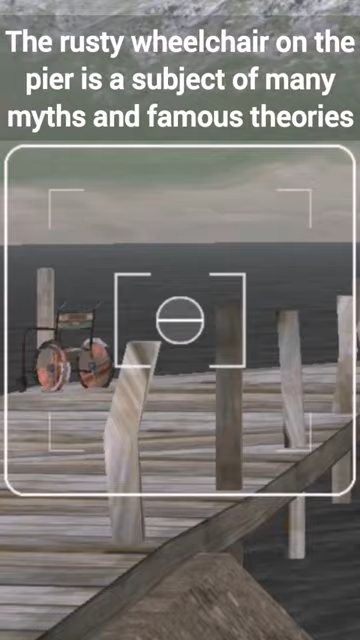 The rusty wheelchair on the
pier is a subject of many
myths and famous theories